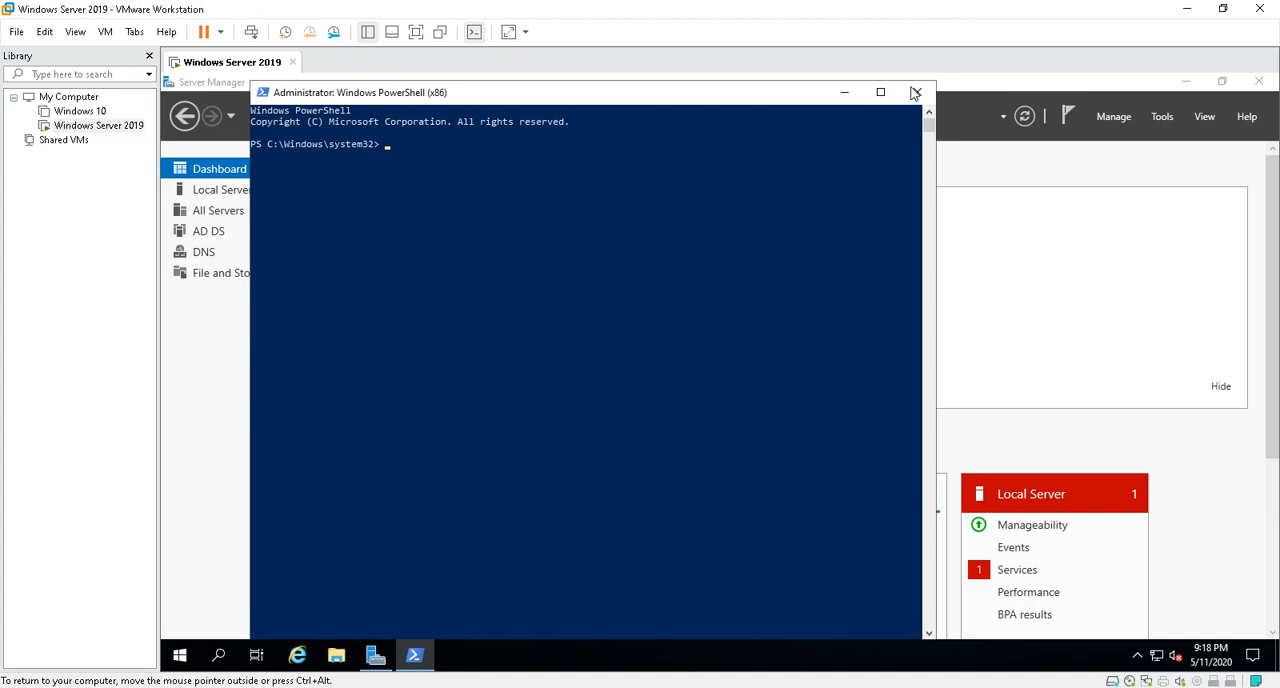 Windows Server 2019 - VMware Workstation
File Edit View VM Tabs Help
Library
Type here to search
My Computer
Windows 10
Windows Server 2019
Shared VMs
Windows Server 2019
Server Manager
Manage Tools View Help
Administrator: Windows PowerShell (x86)
Windows PowerShell
Copyright (C) Microsoft Corporation. All rights reserved.
PS C:\Windows\system32>
Dashboard
Local Serve
All Servers
AD DS
DNS
File and Sto
Hide
Local Server 1
Manageability
Events
1 Services
Performance
BPA results
9:18 PM
5/11/2020
To return to your computer, move the mouse pointer outside or press Ctrl+Alt.